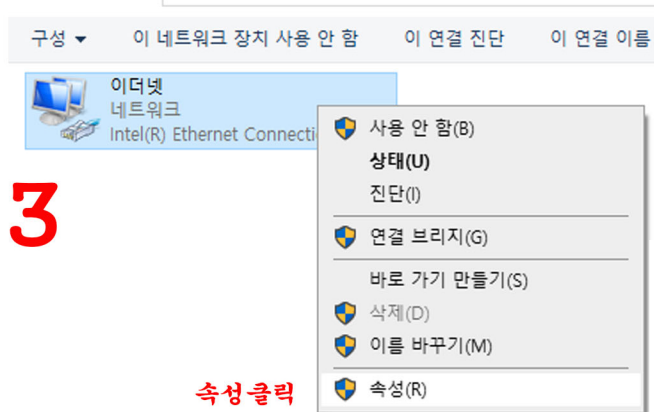 구성 ▼ 이 네트워크 장치 사용 안 함 이 연결 진단 이 연결 이름
이더넷
네트워크
Intel(R) Ethernet Connecti
사용 안 함(B)
상태(U)
진단(I)
3
연결 브리지(G)
바로 가기 만들기(S)
삭제(D)
이름 바꾸기(M)
속성클릭 속성(R)